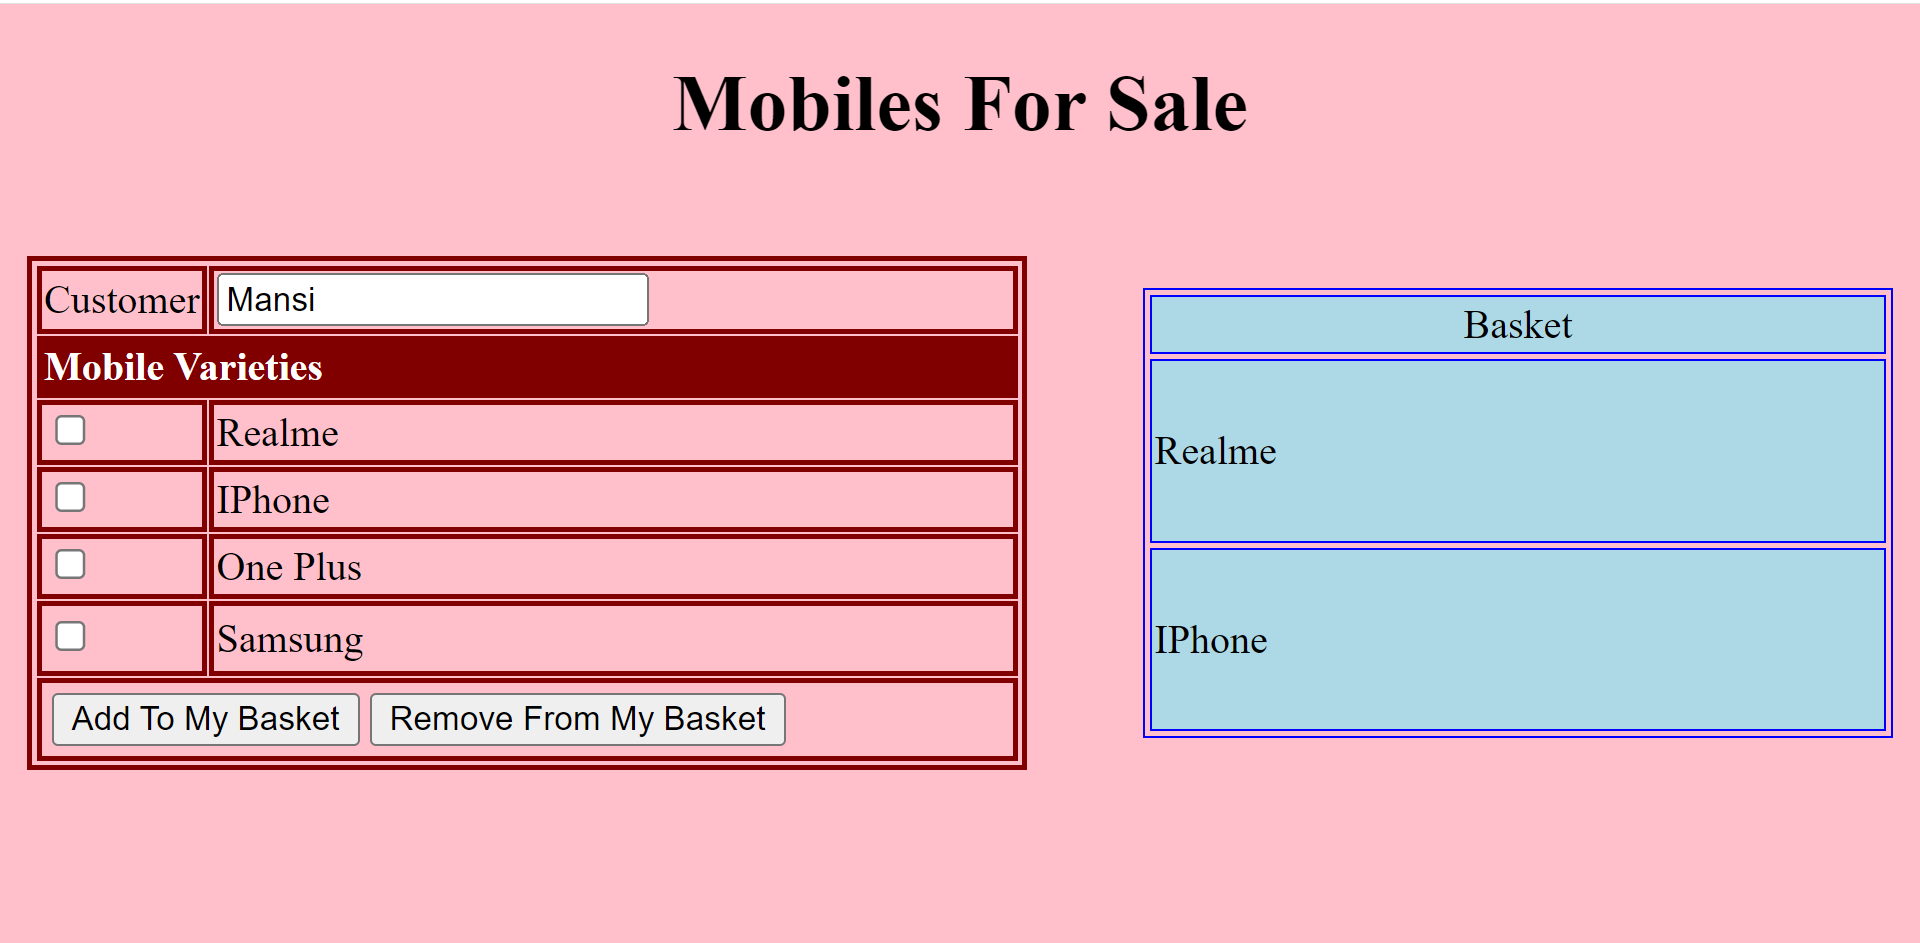 Mobiles For Sale
Customer Mansi
Mobile Varieties
Realme
IPhone
One Plus
Samsung
Add To My Basket Remove From My Basket
Basket
Realme
IPhone